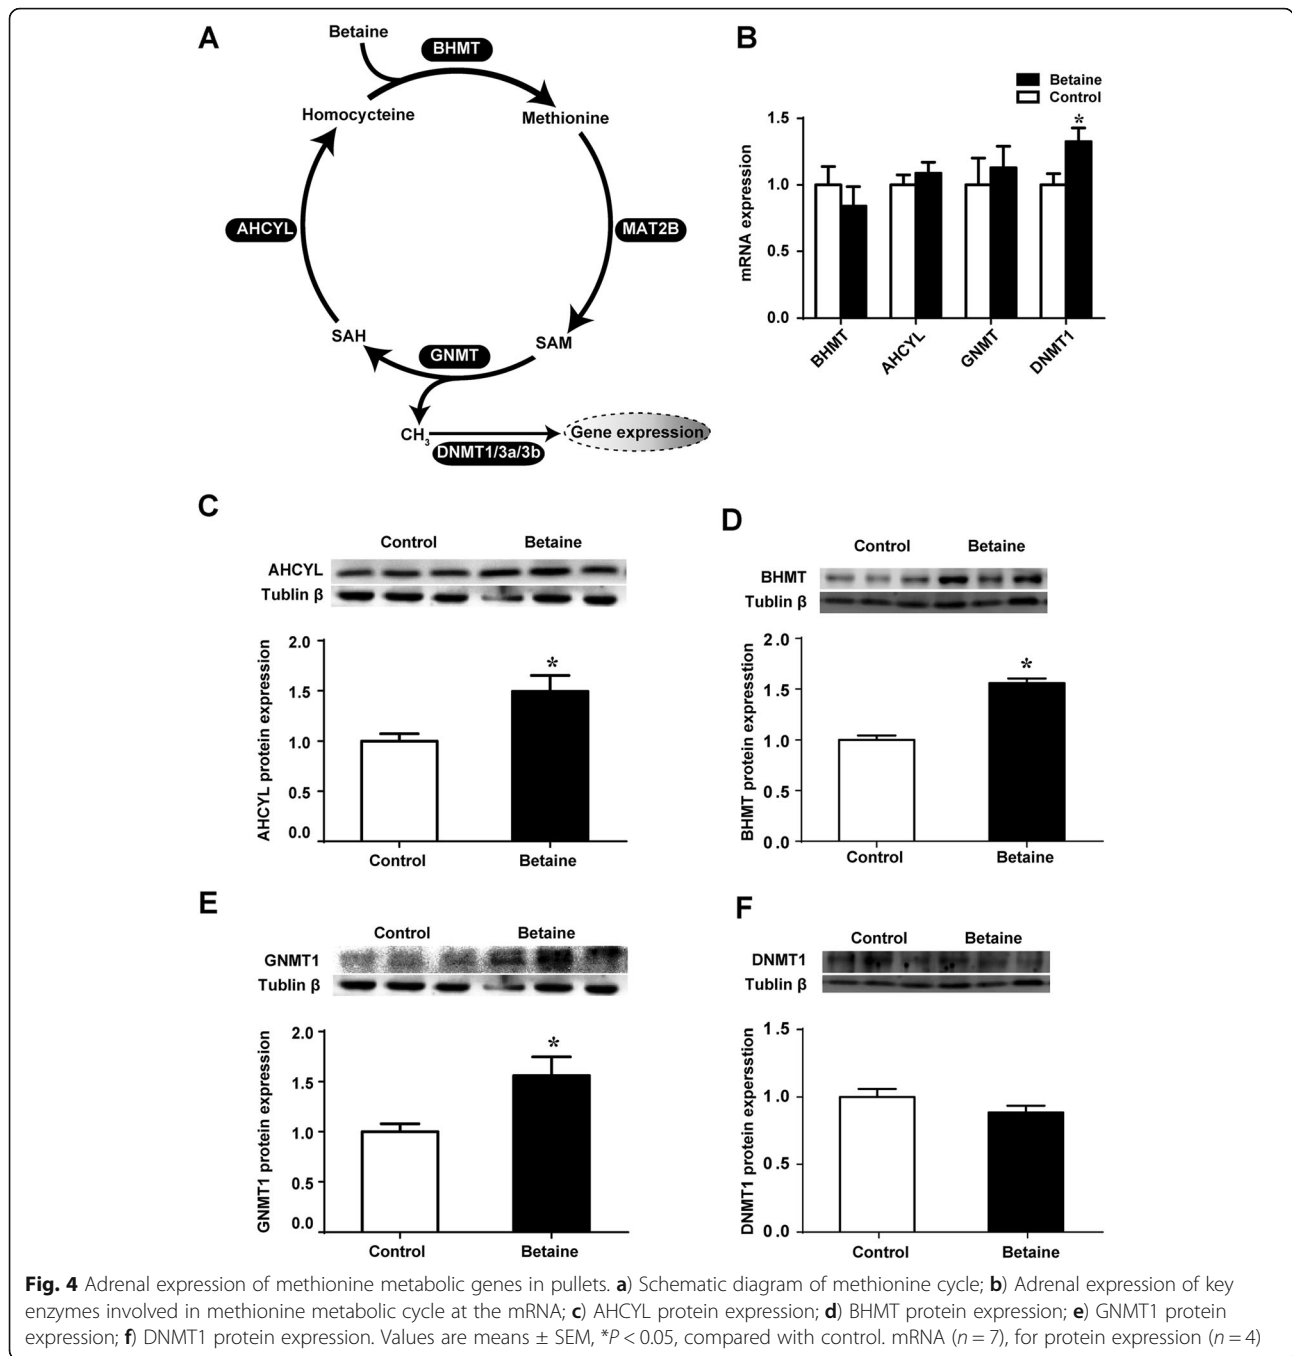 A
Betaine
BHMT
Homocycteine
Methionine
AHCYL
MAT2B
SAH
SAM
GNMT
CH3
DNMT1/3a/3b
Gene expression
B
Betaine
Control
mRNA expression
1.5
1.0
0.5
0.0
*
BHMT
AHCYL
GNMT
DNMT1
C
Control Betaine
AHCYL
Tublin β
AHCYL protein expression
2.0
1.5
1.0
0.5
0.0
*
Control Betaine
D
Control Betaine
BHMT
Tublin β
BHMT protein expresstion
2.0
1.5
1.0
0.5
0.0
*
Control Betaine
E
Control Betaine
GNMT1
Tublin β
GNMT1 protein expression
2.0
1.5
1.0
0.5
0.0
*
Control Betaine
F
Control Betaine
DNMT1
Tublin β
DNMT1 protein expersstion
1.5
1.0
0.5
0.0
Control Betaine
Fig. 4 Adrenal expression of methionine metabolic genes in pullets. a) Schematic diagram of methionine cycle; b) Adrenal expression of key
enzymes involved in methionine metabolic cycle at the mRNA; c) AHCYL protein expression; d) BHMT protein expression; e) GNMT1 protein
expression; f) DNMT1 protein expression. Values are means ± SEM, *P < 0.05, compared with control. mRNA (n = 7), for protein expression (n = 4)